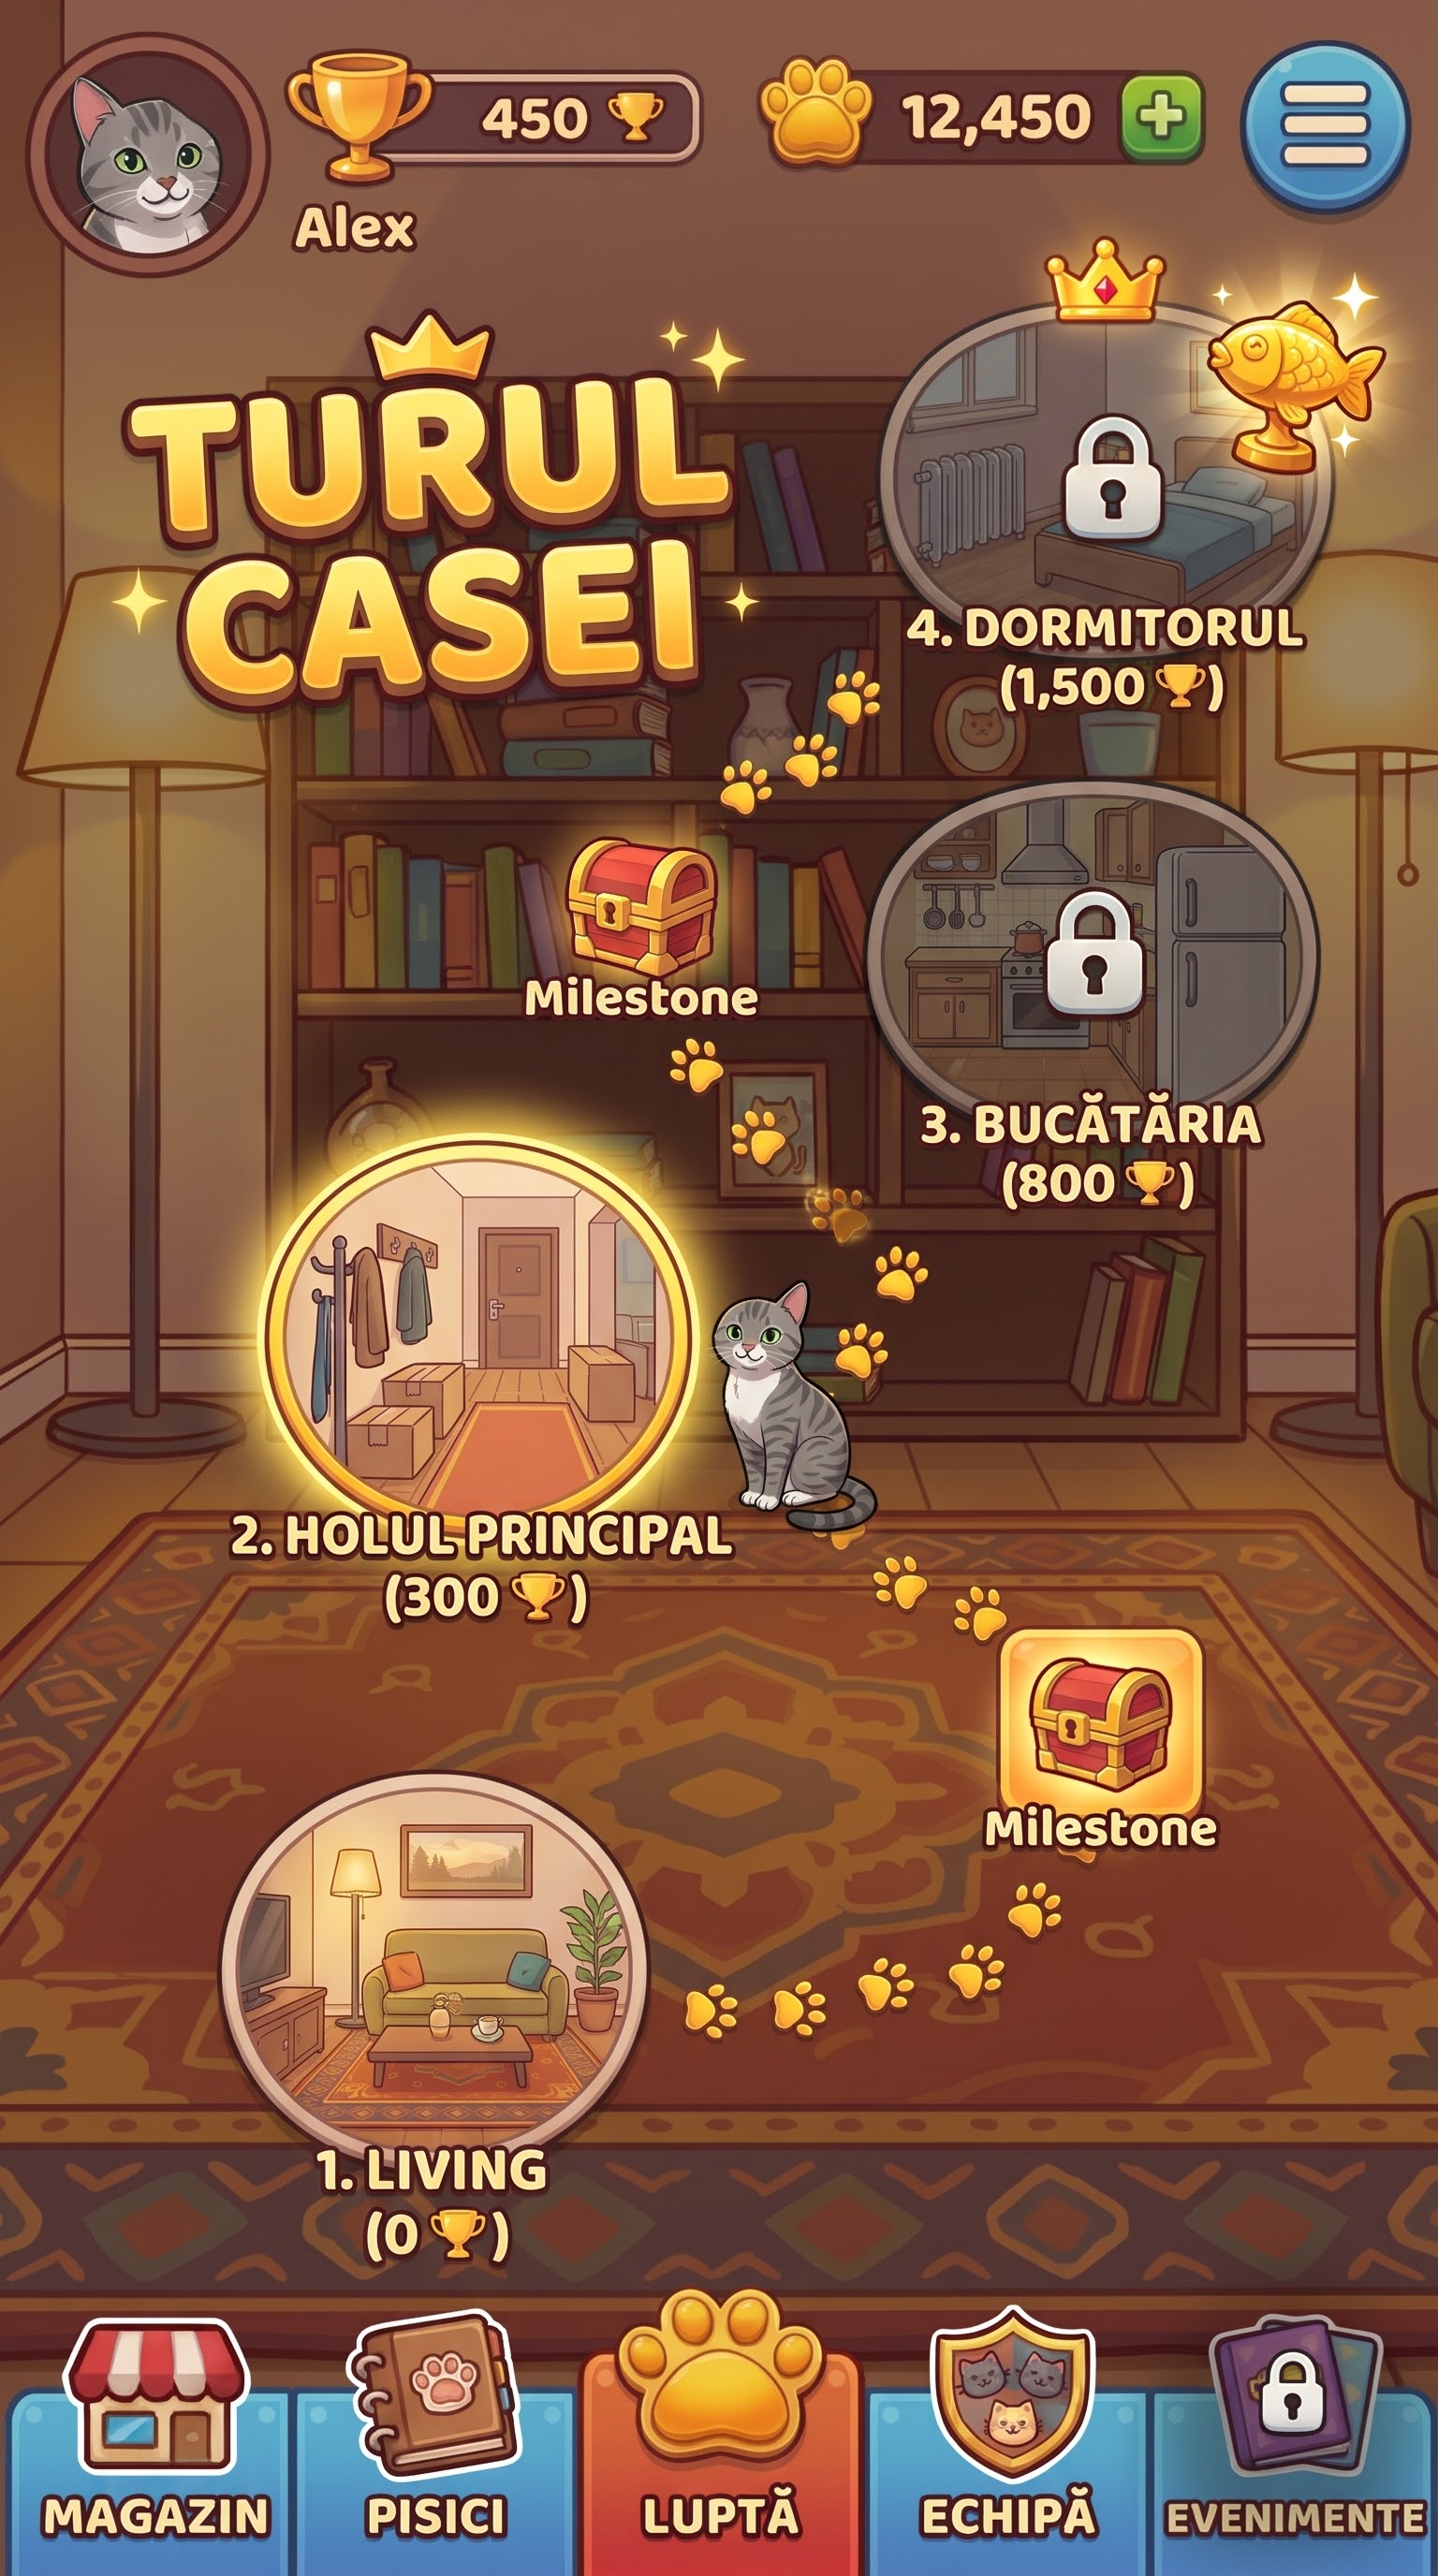 450
12,450
Alex
TURUL
CASEI
4. DORMITORUL
(1,500 )
Milestone
3. BUCĂTĂRIA
(800 )
2. HOLUL PRINCIPAL
(300 )
Milestone
1. LIVING
(0 )
MAGAZIN
PISICI
LUPTĂ
ECHIPĂ
EVENIMENTE